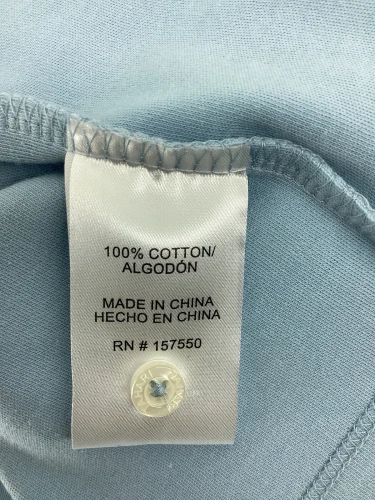 100% COTTON/
ALGODÓN
MADE IN CHINA
HECHO EN CHINA
RN # 157550